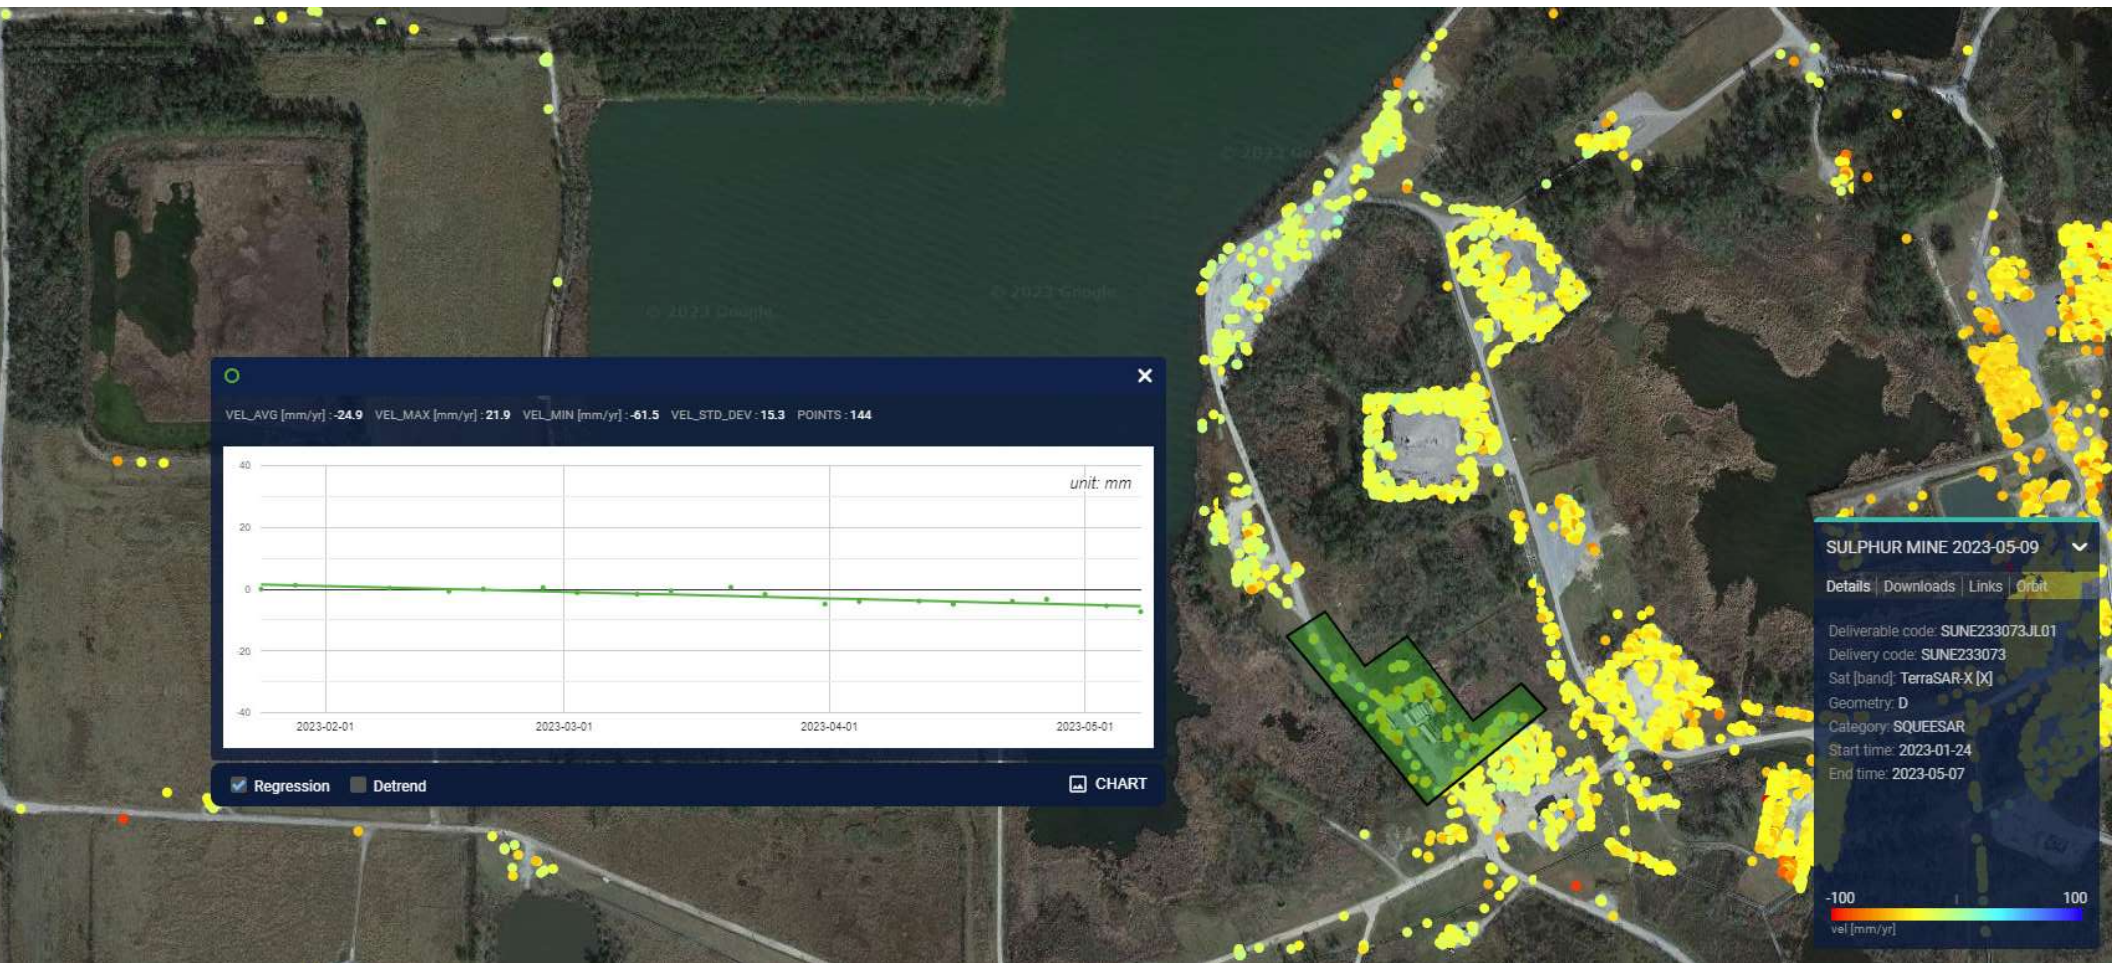 © 2023 Google
© 2023 Google
VEL_AVG [mm/yr] : -24.9 VEL_MAX [mm/yr] : 21.9 VEL_MIN [mm/yr] : -61.5 VEL_STD_DEV : 15.3 POINTS : 144
unit: mm
40
20
0
-20
-40
2023-02-01 2023-03-01 2023-04-01 2023-05-01
Regression Detrend CHART
SULPHUR MINE 2023-05-09
Details Downloads Links Orbit
Deliverable code: SUNE233073JL01
Delivery code: SUNE233073
Sat [band]: TerraSAR-X [X]
Geometry: D
Category: SQUEESAR
Start time: 2023-01-24
End time: 2023-05-07
-100 100
vel [mm/yr]